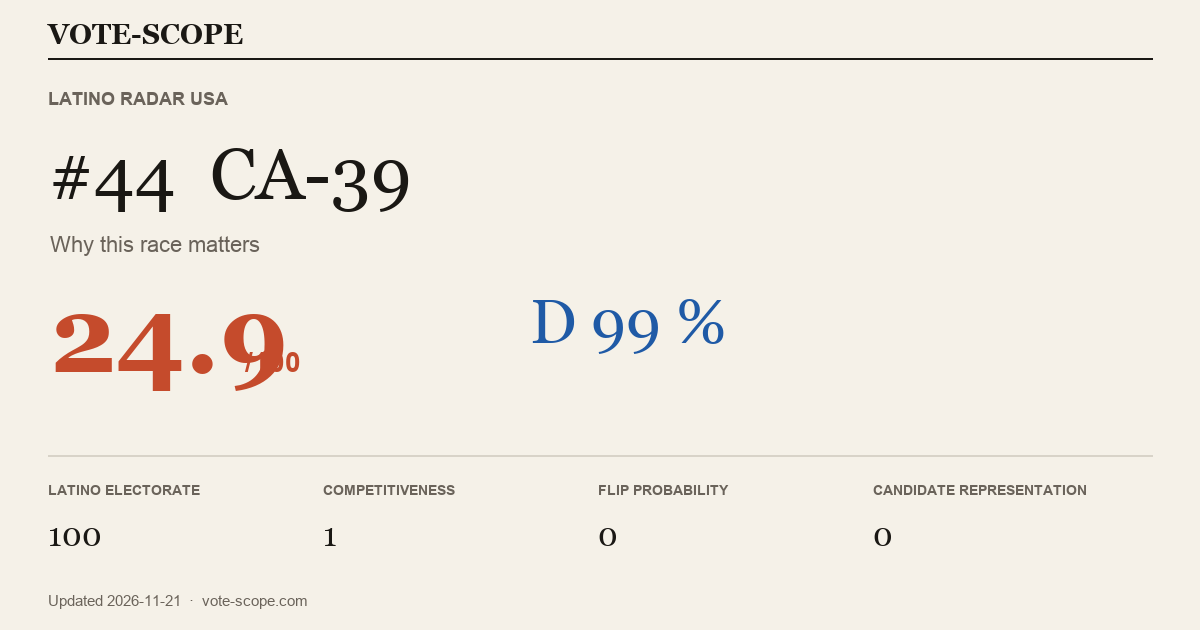 VOTE-SCOPE
LATINO RADAR USA
#44 CA-39
Why this race matters
24.9 /100
D 99 %
LATINO ELECTORATE
COMPETITIVENESS
FLIP PROBABILITY
CANDIDATE REPRESENTATION
100
1
0
0
Updated 2026-11-21 · vote-scope.com